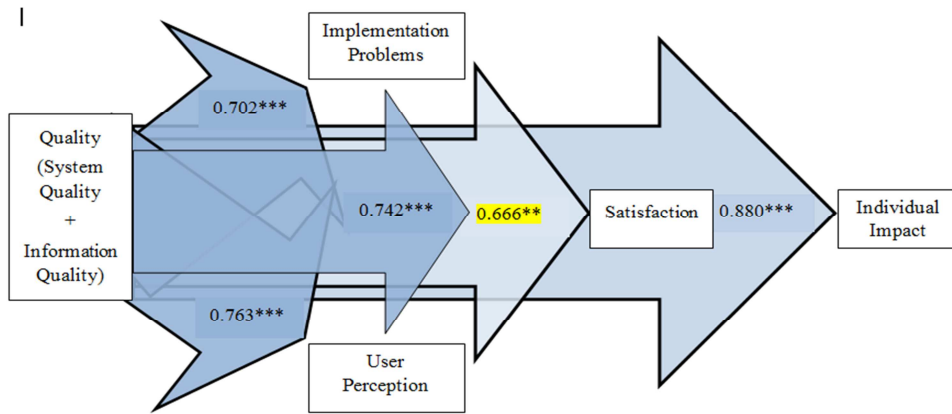 I
Implementation
Problems
0.702***
Quality
(System
Quality
+
Information
Quality)
0.742***
0.666**
Satisfaction
0.880***
Individual
Impact
0.763***
User
Perception